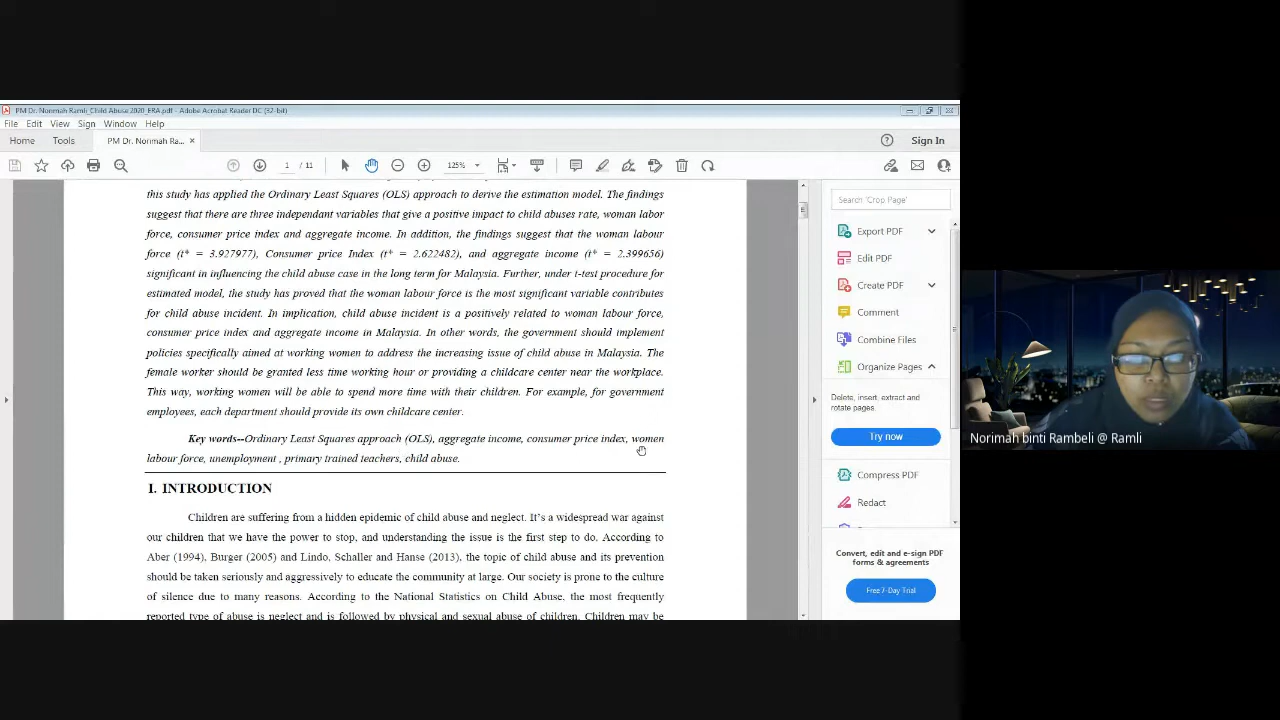 PM Dr. Norimah Ramli_Child Abuse 2020_ERA.pdf - Adobe Acrobat Reader DC (32-bit)
File Edit View Sign Window Help
Home Tools PM Dr. Norimah Ra... × Sign In
1 / 11 125%
this study has applied the Ordinary Least Squares (OLS) approach to derive the estimation model. The findings
suggest that there are three independant variables that give a positive impact to child abuses rate, woman labor
force, consumer price index and aggregate income. In addition, the findings suggest that the woman labour
force (t* = 3.927977), Consumer price Index (t* = 2.622482), and aggregate income (t* = 2.399656)
significant in influencing the child abuse case in the long term for Malaysia. Further, under t-test procedure for
estimated model, the study has proved that the woman labour force is the most significant variable contributes
for child abuse incident. In implication, child abuse incident is a positively related to woman labour force,
consumer price index and aggregate income in Malaysia. In other words, the government should implement
policies specifically aimed at working women to address the increasing issue of child abuse in Malaysia. The
female worker should be granted less time working hour or providing a childcare center near the workplace.
This way, working women will be able to spend more time with their children. For example, for government
employees, each department should provide its own childcare center.
Key words--Ordinary Least Squares approach (OLS), aggregate income, consumer price index, women
labour force, unemployment , primary trained teachers, child abuse.
I. INTRODUCTION
Children are suffering from a hidden epidemic of child abuse and neglect. It's a widespread war against
our children that we have the power to stop, and understanding the issue is the first step to do. According to
Aber (1994), Burger (2005) and Lindo, Schaller and Hanse (2013), the topic of child abuse and its prevention
should be taken seriously and aggressively to educate the community at large. Our society is prone to the culture
of silence due to many reasons. According to the National Statistics on Child Abuse, the most frequently
reported type of abuse is neglect and is followed by physical and sexual abuse of children. Children may be
Search 'Crop Page'
Export PDF
Edit PDF
Create PDF
Comment
Combine Files
Organize Pages
Delete, insert, extract and
rotate pages.
Try now
Compress PDF
Redact
Convert, edit and e-sign PDF
forms & agreements
Free 7-Day Trial
Norimah binti Rambeli @ Ramli